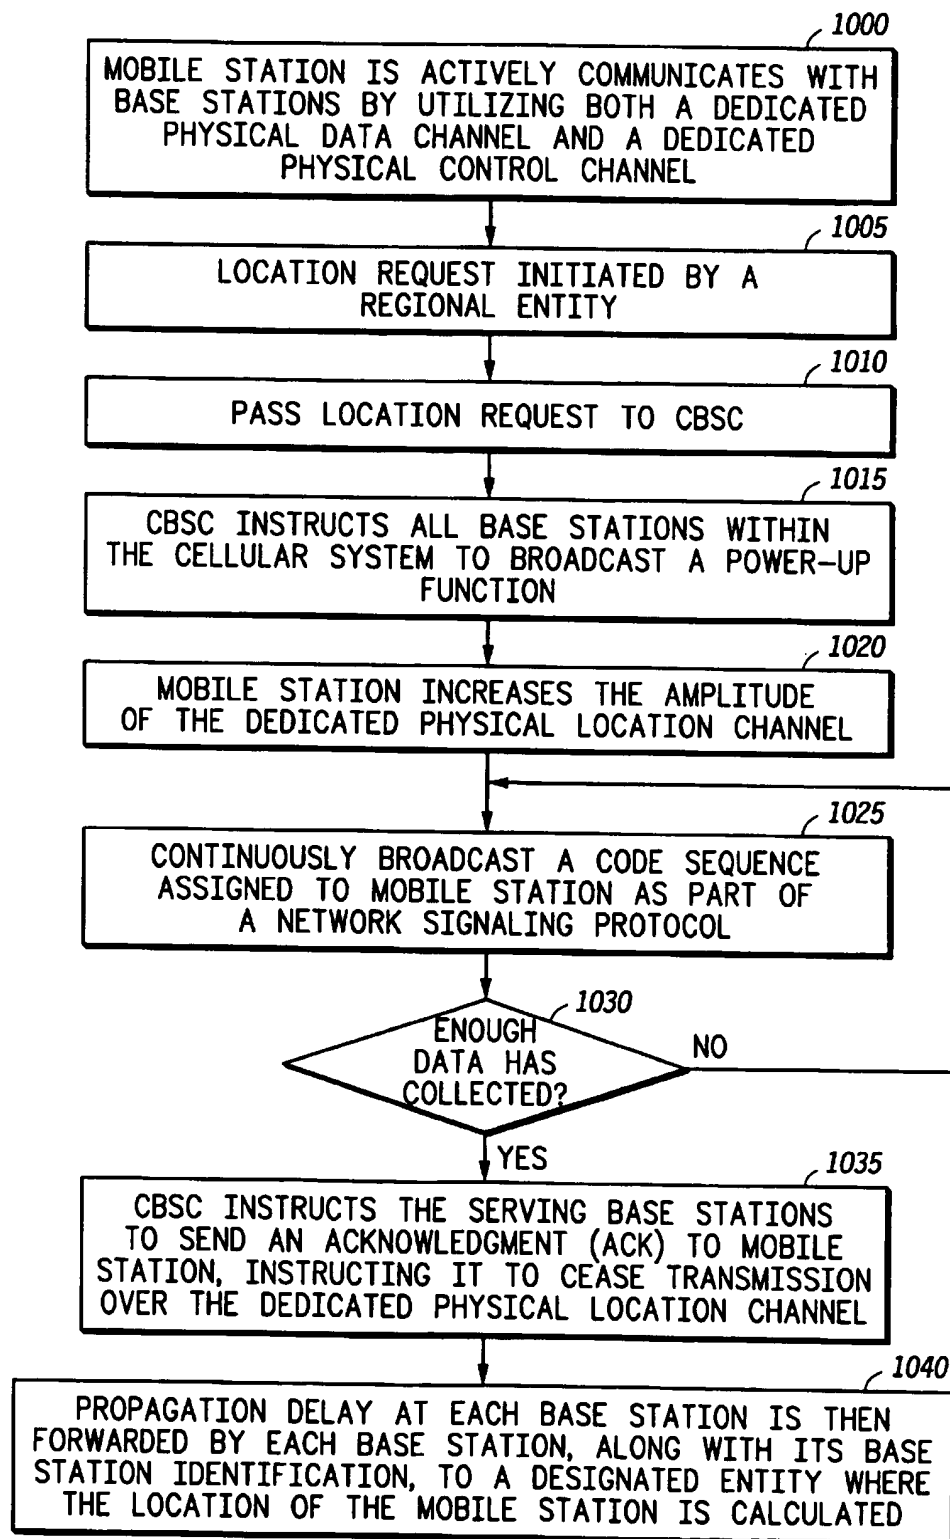 1000
MOBILE STATION IS ACTIVELY COMMUNICATES WITH
BASE STATIONS BY UTILIZING BOTH A DEDICATED
PHYSICAL DATA CHANNEL AND A DEDICATED
PHYSICAL CONTROL CHANNEL
1005
LOCATION REQUEST INITIATED BY A
REGIONAL ENTITY
1010
PASS LOCATION REQUEST TO CBSC
1015
CBSC INSTRUCTS ALL BASE STATIONS WITHIN
THE CELLULAR SYSTEM TO BROADCAST A POWER-UP
FUNCTION
1020
MOBILE STATION INCREASES THE AMPLITUDE
OF THE DEDICATED PHYSICAL LOCATION CHANNEL
1025
CONTINUOUSLY BROADCAST A CODE SEQUENCE
ASSIGNED TO MOBILE STATION AS PART OF
A NETWORK SIGNALING PROTOCOL
1030
ENOUGH
DATA HAS
COLLECTED?
NO
YES
1035
CBSC INSTRUCTS THE SERVING BASE STATIONS
TO SEND AN ACKNOWLEDGMENT (ACK) TO MOBILE
STATION, INSTRUCTING IT TO CEASE TRANSMISSION
OVER THE DEDICATED PHYSICAL LOCATION CHANNEL
1040
PROPAGATION DELAY AT EACH BASE STATION IS THEN
FORWARDED BY EACH BASE STATION, ALONG WITH ITS BASE
STATION IDENTIFICATION, TO A DESIGNATED ENTITY WHERE
THE LOCATION OF THE MOBILE STATION IS CALCULATED